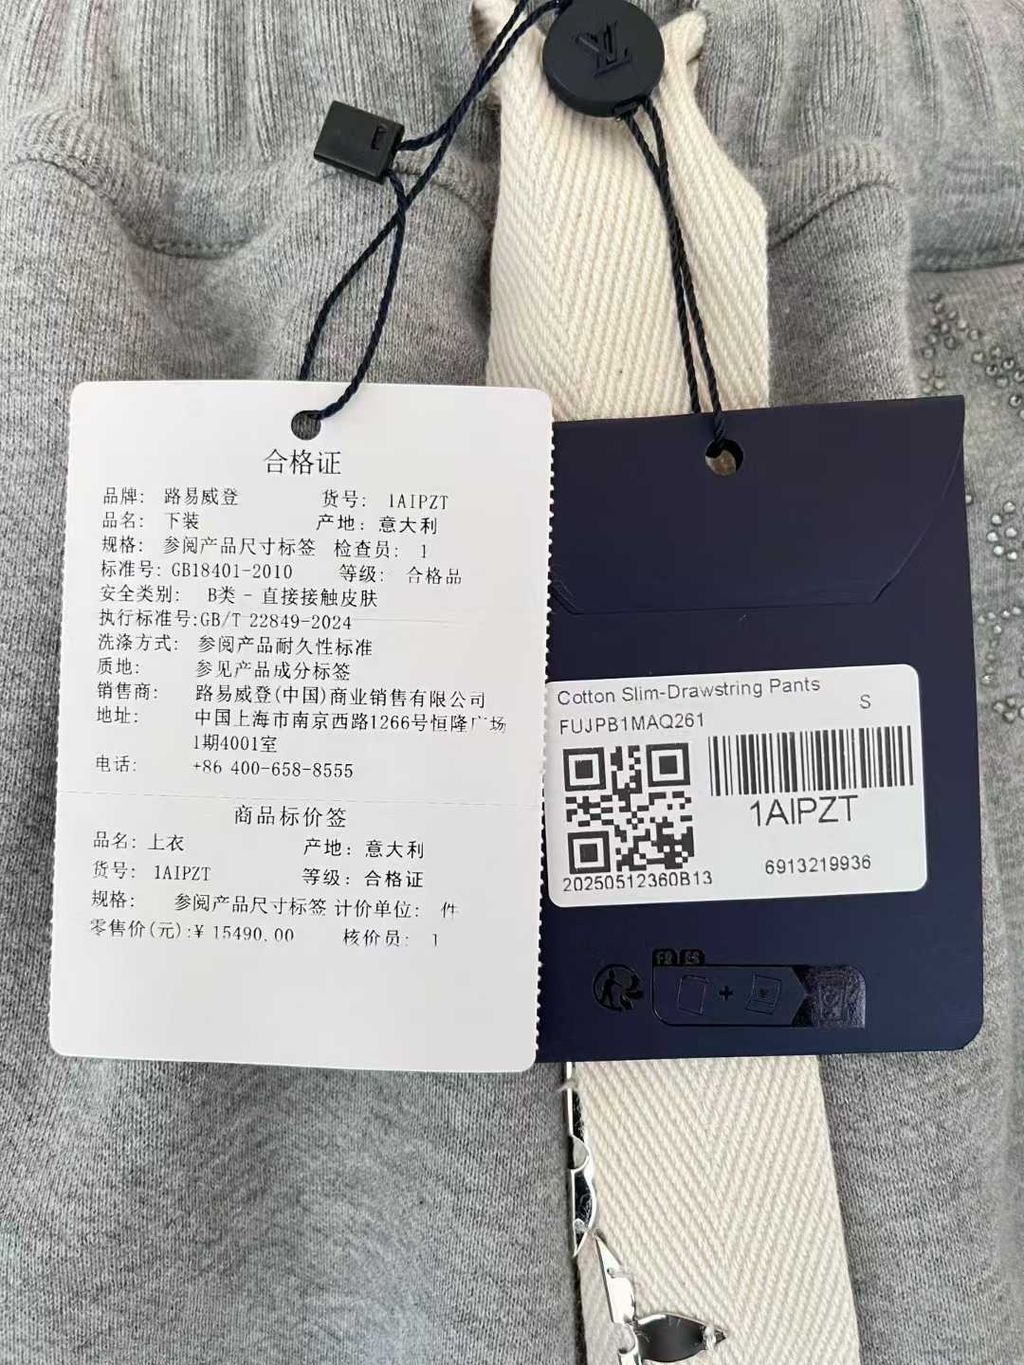 合格证
品牌: 路易威登 货号: 1AIPZT
品名: 下装 产地: 意大利
规格: 参阅产品尺寸标签 检查员: 1
标准号: GB18401-2010 等级: 合格品
安全类别: B类 - 直接接触皮肤
执行标准号:GB/T 22849-2024
洗涤方式: 参阅产品耐久性标准
质地: 参见产品成分标签
销售商: 路易威登(中国)商业销售有限公司
地址: 中国上海市南京西路1266号恒隆广场
1期4001室
电话: +86 400-658-8555
商品标价签
品名: 上衣 产地: 意大利
货号: 1AIPZT 等级: 合格证
规格: 参阅产品尺寸标签 计价单位: 件
零售价(元):¥ 15490.00 核价员: 1
LV
Cotton Slim-Drawstring Pants
S
FUJPB1MAQ261
1AIPZT
20250512360B13
6913219936
FR ES
+